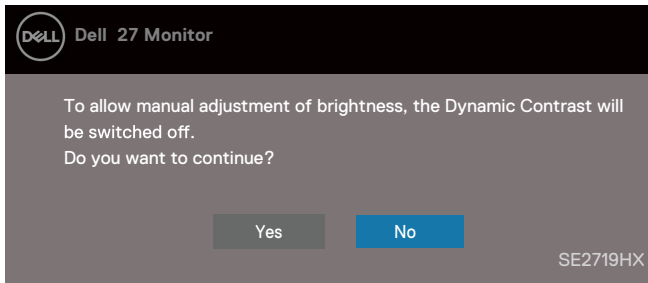 DELL Dell 27 Monitor
To allow manual adjustment of brightness, the Dynamic Contrast will
be switched off.
Do you want to continue?
Yes No
SE2719HX